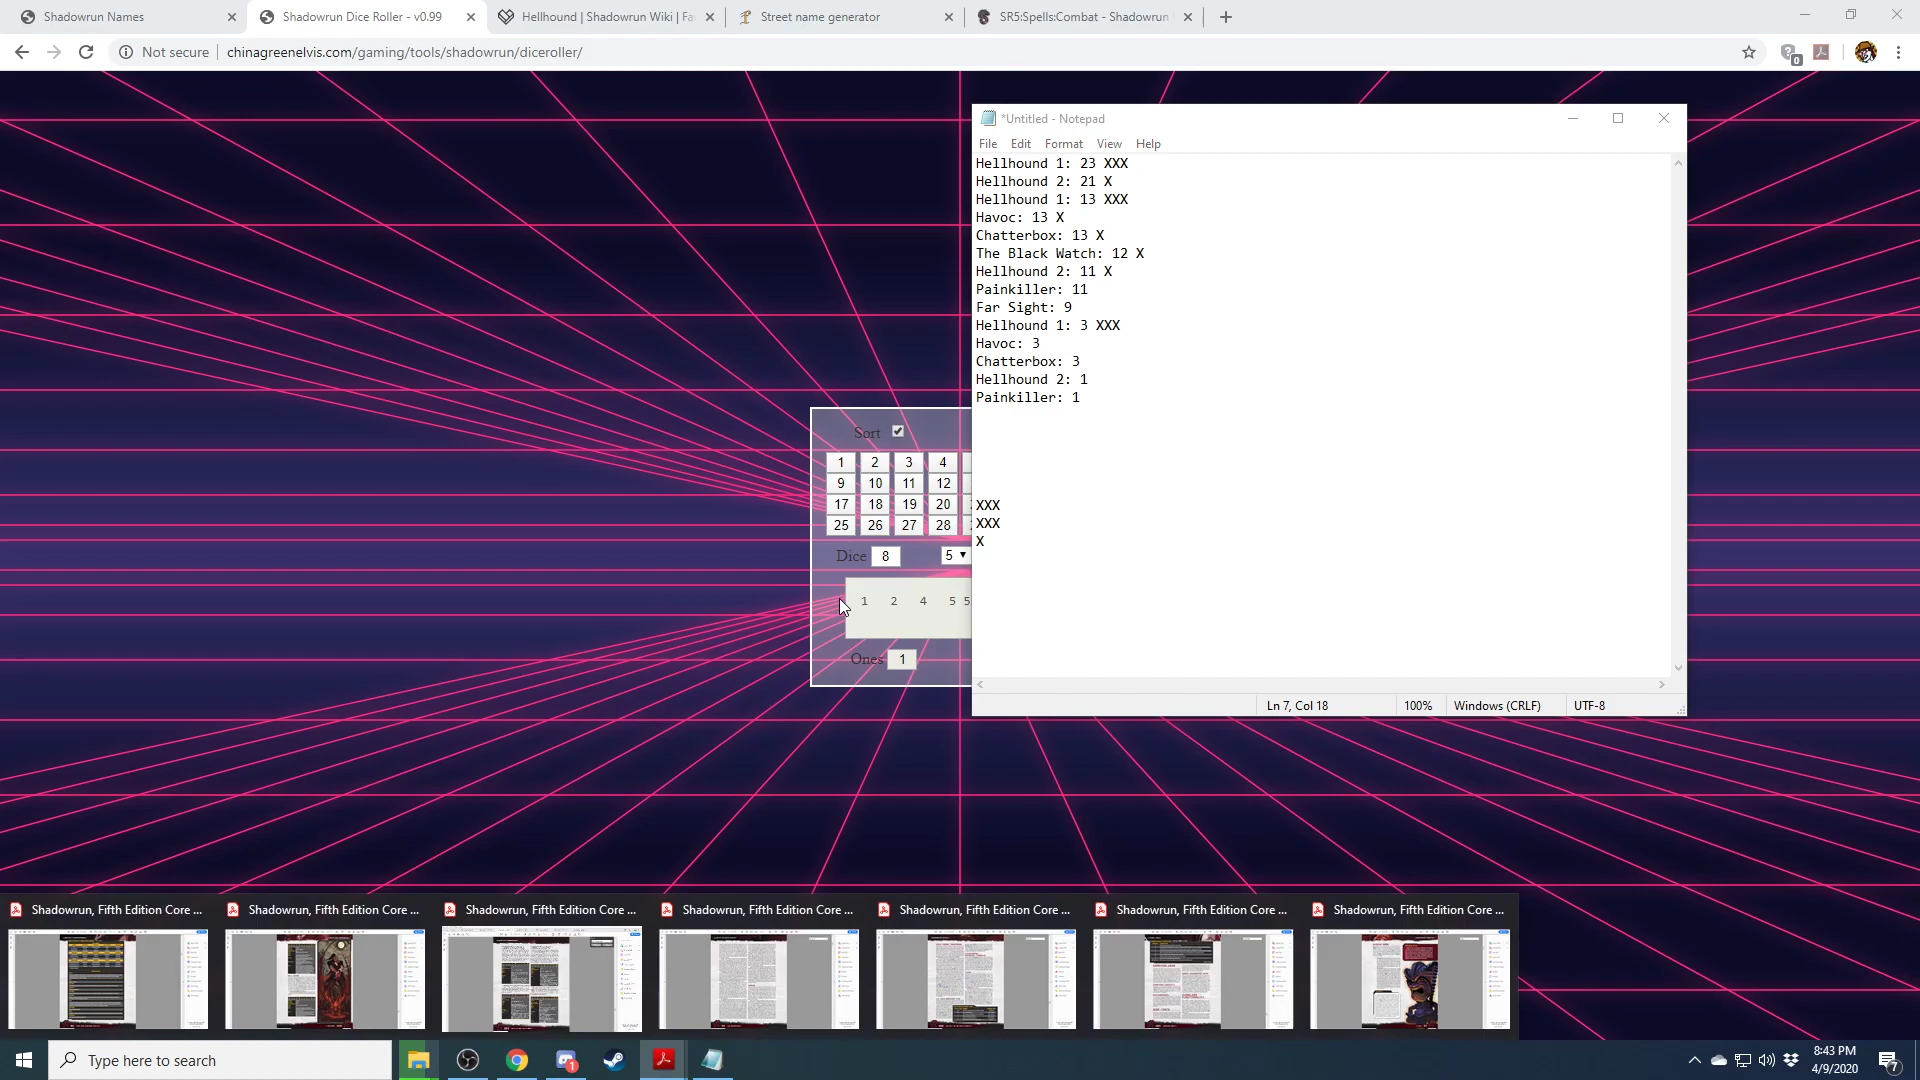 Shadowrun Names
Shadowrun Dice Roller - v0.99
Hellhound | Shadowrun Wiki | Fa
Street name generator
SR5:Spells:Combat - Shadowrun
Not secure
chinagreenelvis.com/gaming/tools/shadowrun/diceroller/
0
*Untitled - Notepad
File Edit Format View Help
Hellhound 1: 23 XXX
Hellhound 2: 21 X
Hellhound 1: 13 XXX
Havoc: 13 X
Chatterbox: 13 X
The Black Watch: 12 X
Hellhound 2: 11 X
Painkiller: 11
Far Sight: 9
Hellhound 1: 3 XXX
Havoc: 3
Chatterbox: 3
Hellhound 2: 1
Painkiller: 1
XXX
XXX
X
Ln 7, Col 18
100%
Windows (CRLF)
UTF-8
Sort
1 2 3 4
9 10 11 12
17 18 19 20
25 26 27 28
Dice 8 5
1 2 4 5 5
Ones 1
Shadowrun, Fifth Edition Core ...
Shadowrun, Fifth Edition Core ...
Shadowrun, Fifth Edition Core ...
Shadowrun, Fifth Edition Core ...
Shadowrun, Fifth Edition Core ...
Shadowrun, Fifth Edition Core ...
Shadowrun, Fifth Edition Core ...
Type here to search
1
8:43 PM
4/9/2020
7